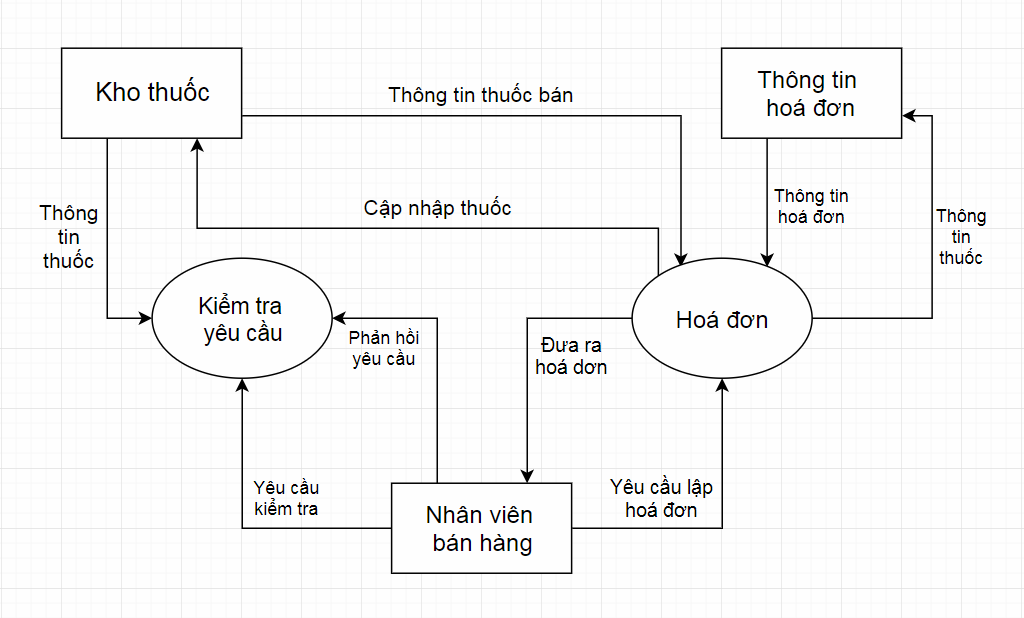 Kho thuốc
Thông tin
hoá đơn
Thông tin thuốc bán
Cập nhập thuốc
Thông
tin
thuốc
Thông tin
hoá đơn
Thông
tin
thuốc
Kiểm tra
yêu cầu
Hoá đơn
Phản hồi
yêu cầu
Đưa ra
hoá dơn
Yêu cầu
kiểm tra
Yêu cầu lập
hoá đơn
Nhân viên
bán hàng